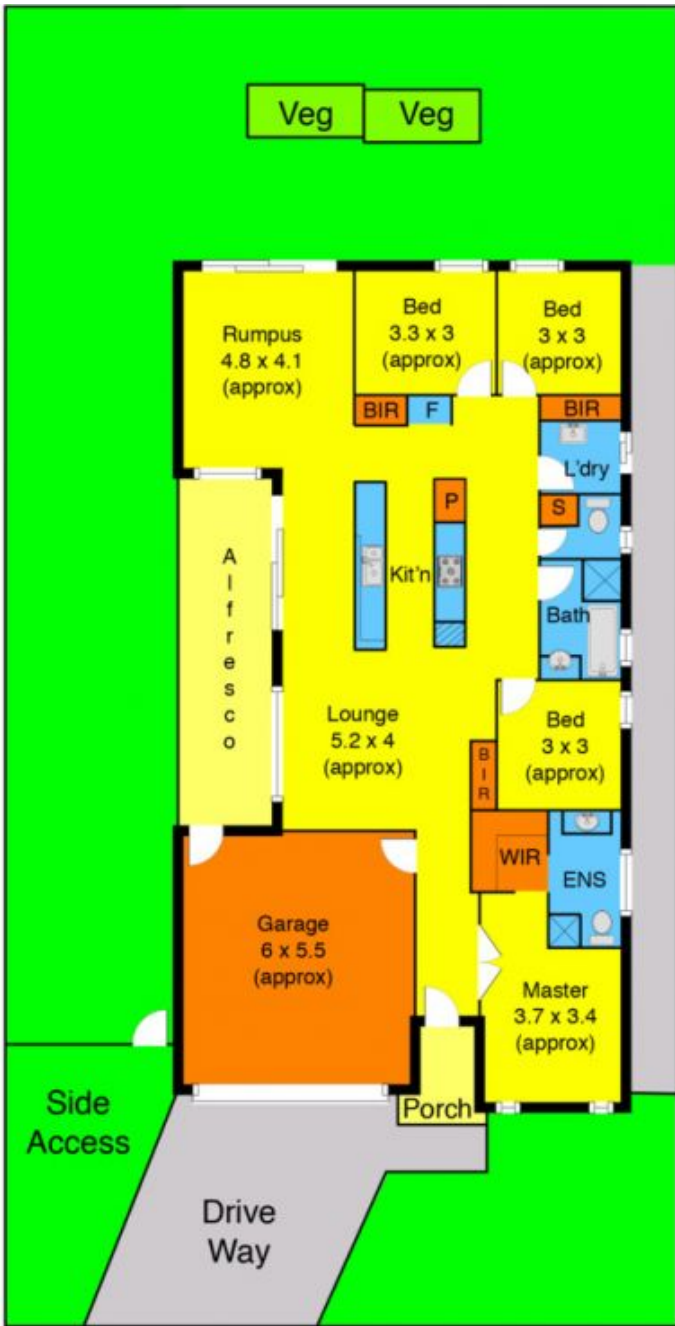 Veg
Veg
Rumpus
4.8 x 4.1
(approx)
Bed
3.3 x 3
(approx)
Bed
3 x 3
(approx)
BIR
F
BIR
L'dry
P
S
Kit'n
Bath
Alfresco
Lounge
5.2 x 4
(approx)
Bed
3 x 3
(approx)
BIR
WIR
ENS
Garage
6 x 5.5
(approx)
Master
3.7 x 3.4
(approx)
Side
Access
Porch
Drive
Way